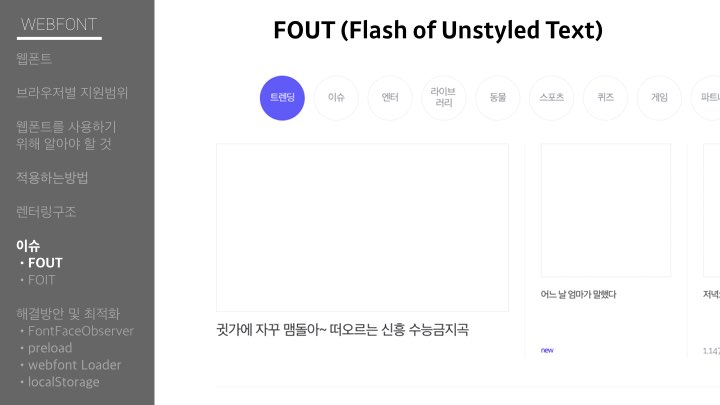 WEBFONT
웹폰트
브라우저별 지원범위
웹폰트를 사용하기
위해 알아야 할 것
적용하는방법
렌터링구조
이슈
・FOUT
・FOIT
해결방안 및 최적화
・FontFaceObserver
・preload
・webfont Loader
・localStorage
FOUT (Flash of Unstyled Text)
트렌딩
이슈
엔터
라이브
러리
동물
스포츠
퀴즈
게임
파트너
귓가에 자꾸 맴돌아~ 떠오르는 신흥 수능금지곡
어느 날 엄마가 말했다
new
저녁
1.147